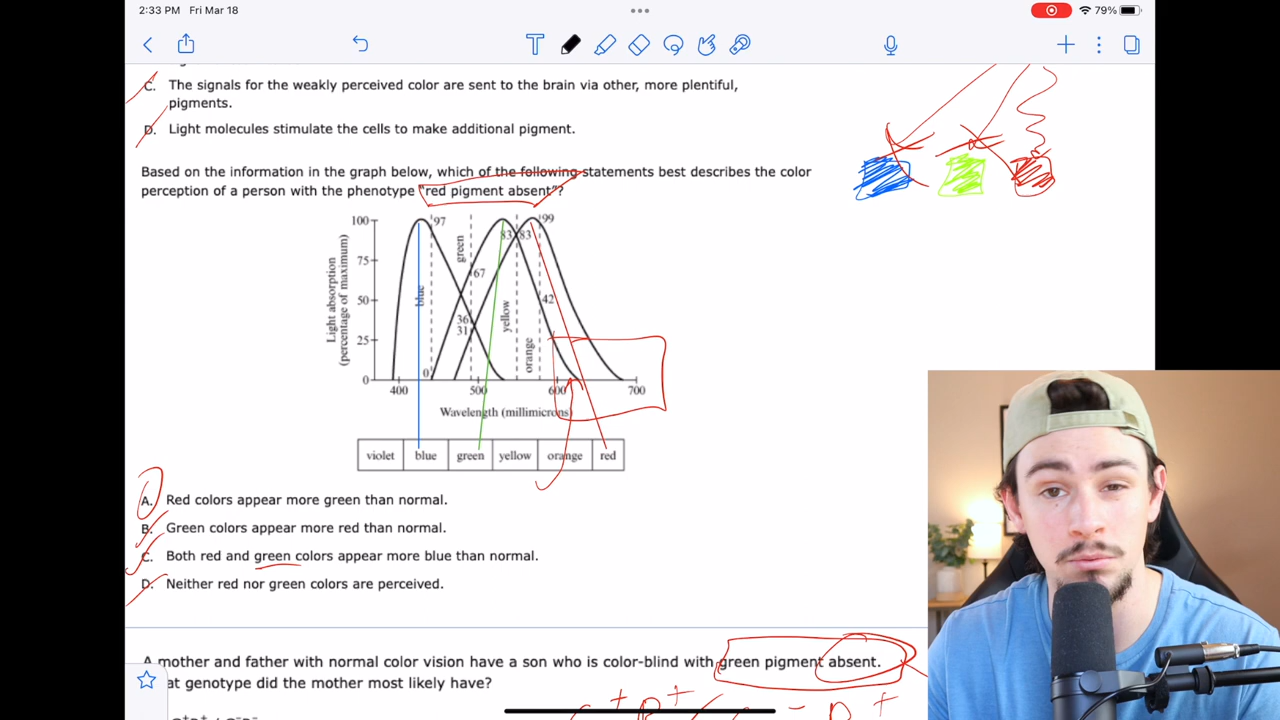 2:33 PM Fri Mar 18
79%
C. The signals for the weakly perceived color are sent to the brain via other, more plentiful,
pigments.
D. Light molecules stimulate the cells to make additional pigment.
Based on the information in the graph below, which of the following statements best describes the color
perception of a person with the phenotype "red pigment absent"?
Light absorption
(percentage of maximum)
100
75
50
25
0
97
0
blue
green
36
31
67
83
83
yellow
99
42
orange
400 500 600 700
Wavelength (millimicrons)
violet blue green yellow orange red
A. Red colors appear more green than normal.
B. Green colors appear more red than normal.
C. Both red and green colors appear more blue than normal.
D. Neither red nor green colors are perceived.
A mother and father with normal color vision have a son who is color-blind with green pigment absent.
at genotype did the mother most likely have?